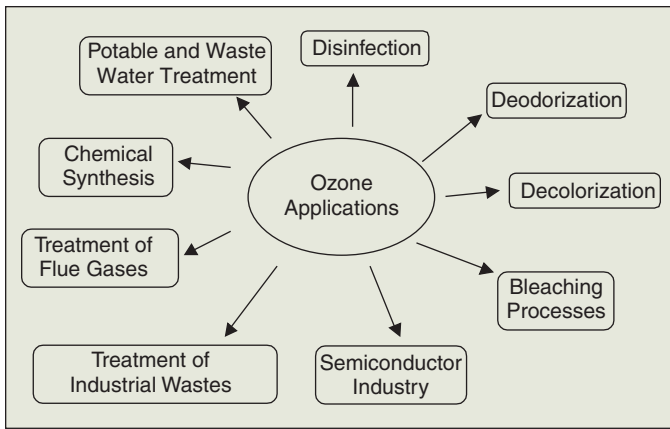 Potable and Waste
Water Treatment
Disinfection
Deodorization
Chemical
Synthesis
Ozone
Applications
Decolorization
Treatment of
Flue Gases
Bleaching
Processes
Treatment of
Industrial Wastes
Semiconductor
Industry